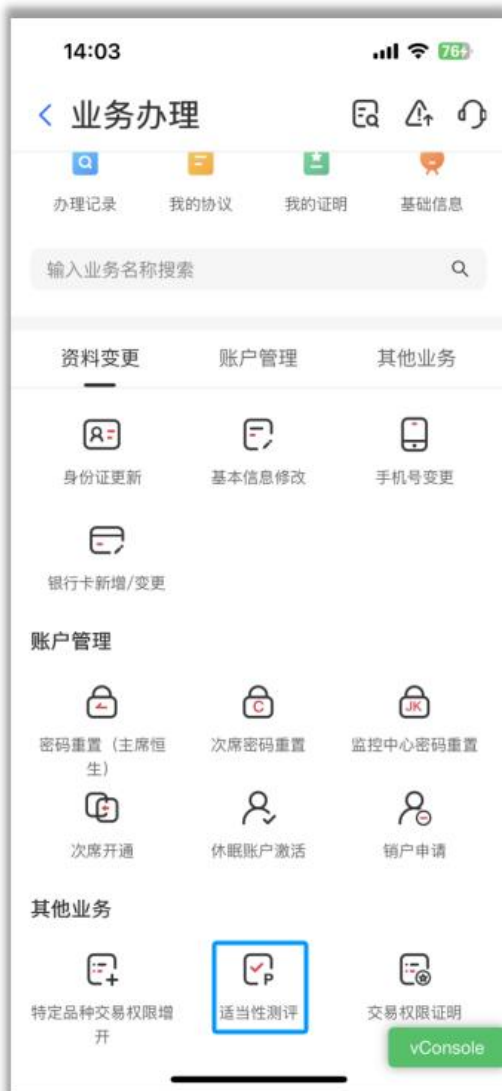 14:03
76
业务办理
办理记录 我的协议 我的证明 基础信息
输入业务名称搜索
资料变更 账户管理 其他业务
身份证更新 基本信息修改 手机号变更
银行卡新增/变更
账户管理
C JK
密码重置（主席恒 次席密码重置 监控中心密码重置
生）
次席开通 休眠账户激活 销户申请
其他业务
P
特定品种交易权限增 适当性测评 交易权限证明
开
vConsole